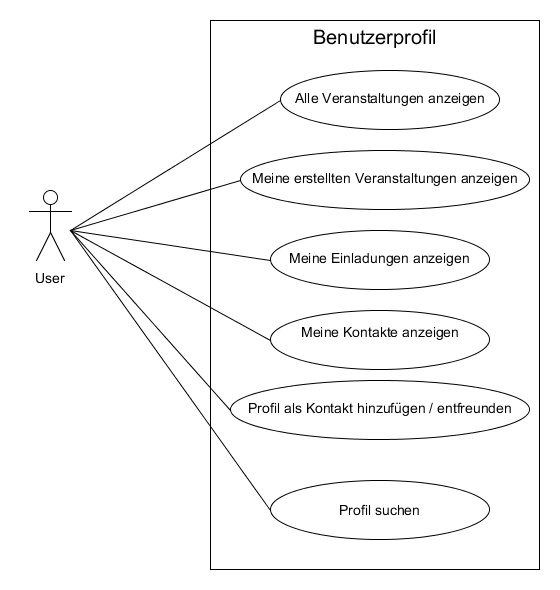 Benutzerprofil
Alle Veranstaltungen anzeigen
Meine erstellten Veranstaltungen anzeigen
Meine Einladungen anzeigen
User
Meine Kontakte anzeigen
Profil als Kontakt hinzufügen / entfreunden
Profil suchen